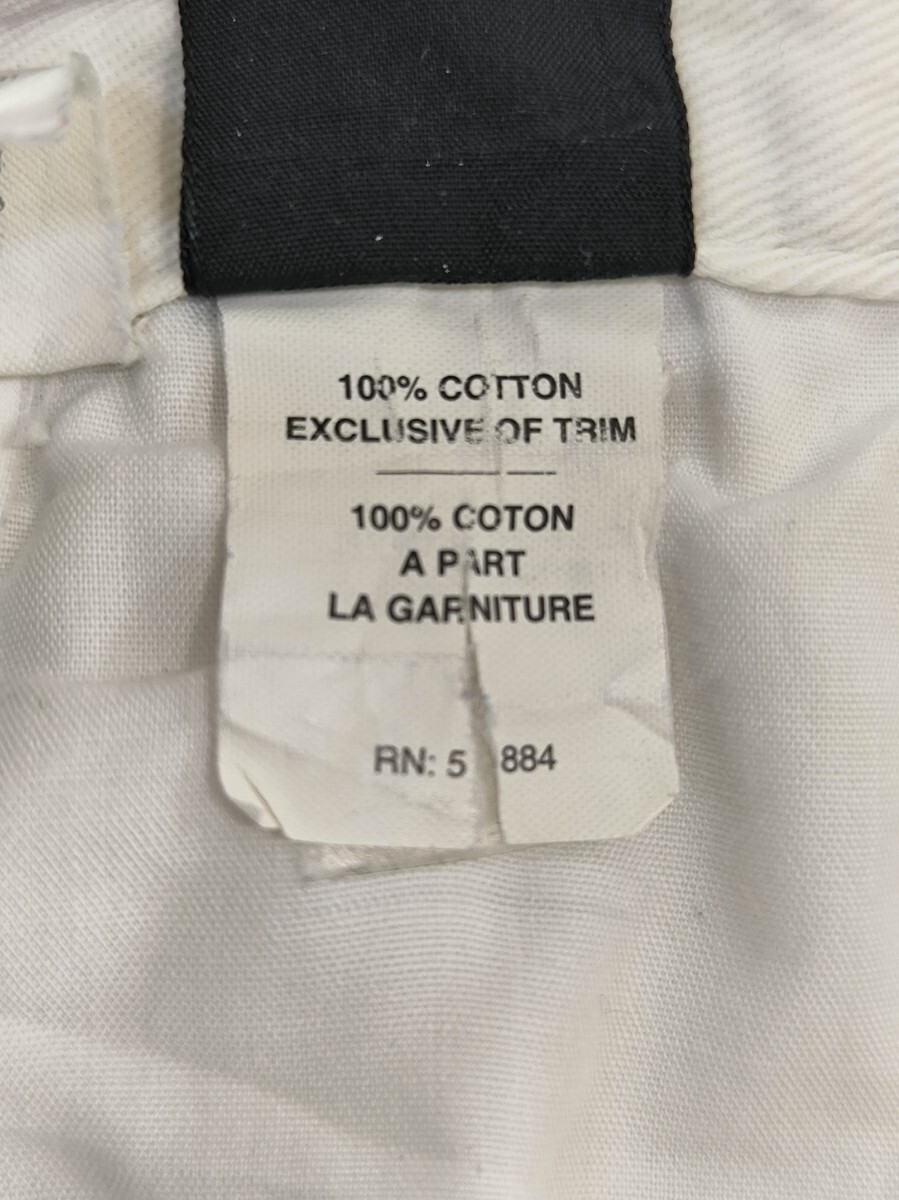 100% COTTON
EXCLUSIVE OF TRIM
100% COTON
A PART
LA GARNITURE
RN: 5 884